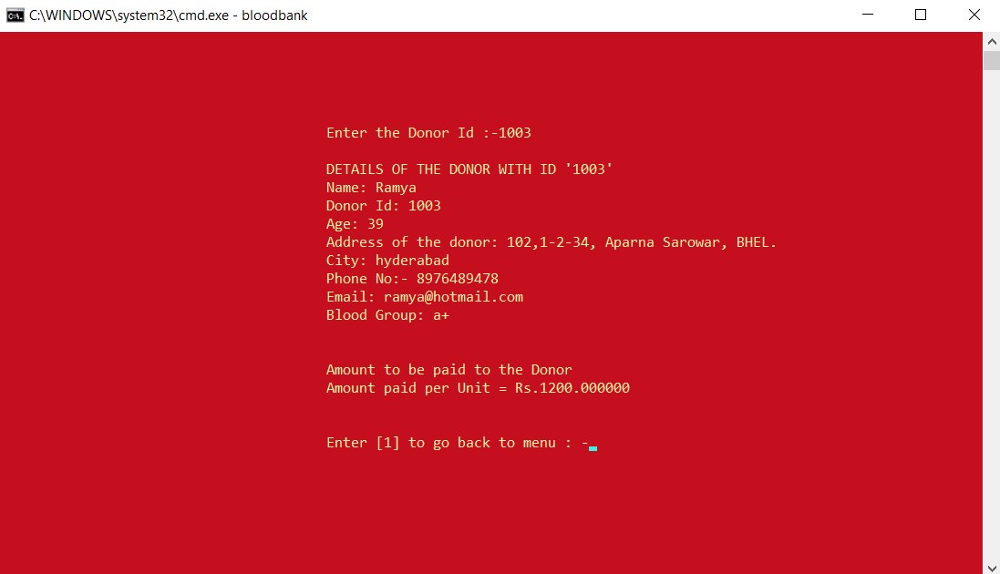 C:\WINDOWS\system32\cmd.exe - bloodbank
Enter the Donor Id :-1003
DETAILS OF THE DONOR WITH ID '1003'
Name: Ramya
Donor Id: 1003
Age: 39
Address of the donor: 102,1-2-34, Aparna Sarowar, BHEL.
City: hyderabad
Phone No:- 8976489478
Email: ramya@hotmail.com
Blood Group: a+
Amount to be paid to the Donor
Amount paid per Unit = Rs.1200.000000
Enter [1] to go back to menu : -